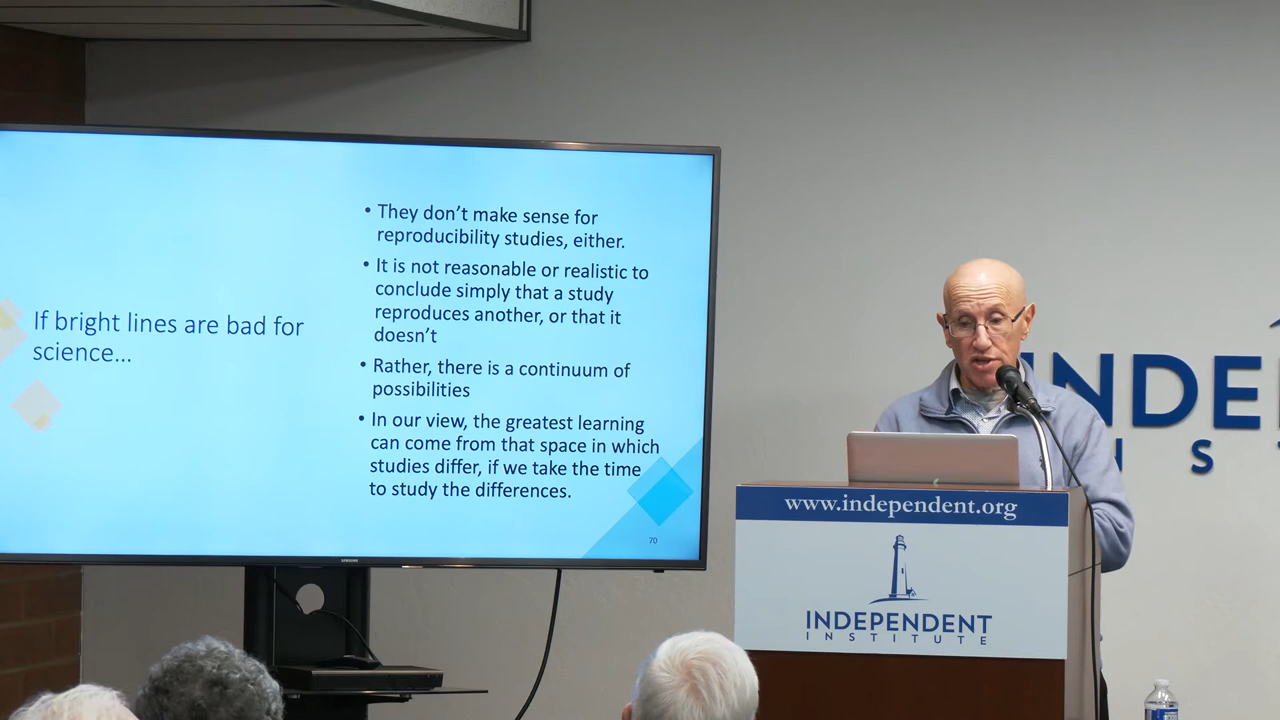 If bright lines are bad for
science...
• They don't make sense for
reproducibility studies, either.
• It is not reasonable or realistic to
conclude simply that a study
reproduces another, or that it
doesn't
• Rather, there is a continuum of
possibilities
• In our view, the greatest learning
can come from that space in which
studies differ, if we take the time
to study the differences.
70
SAMSUNG
www.independent.org
INDEPENDENT
INSTITUTE
INDE
NS